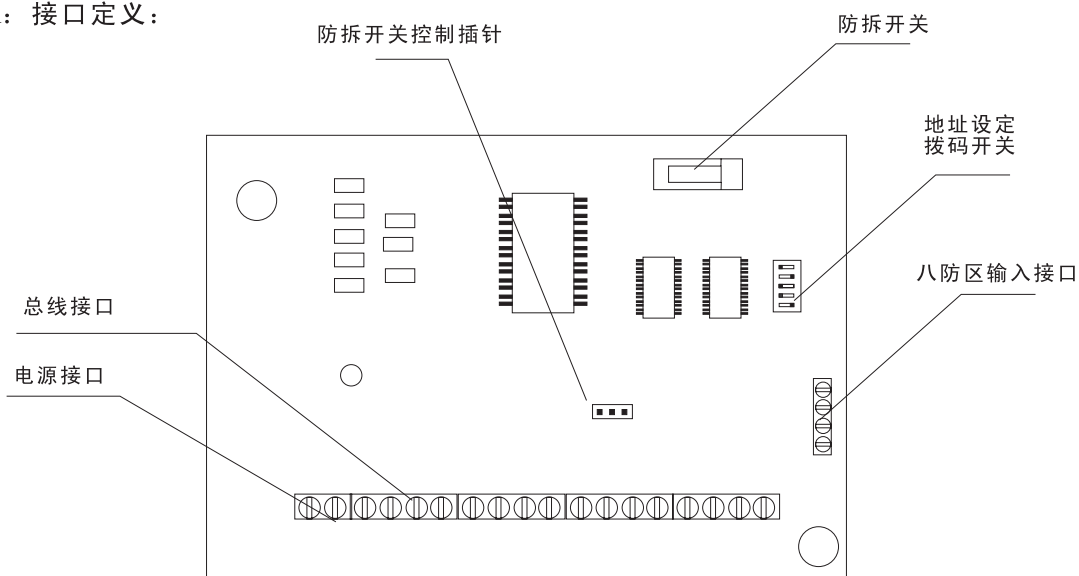 ：接口定义：
防拆开关控制插针
防拆开关
地址设定
拨码开关
八防区输入接口
总线接口
电源接口